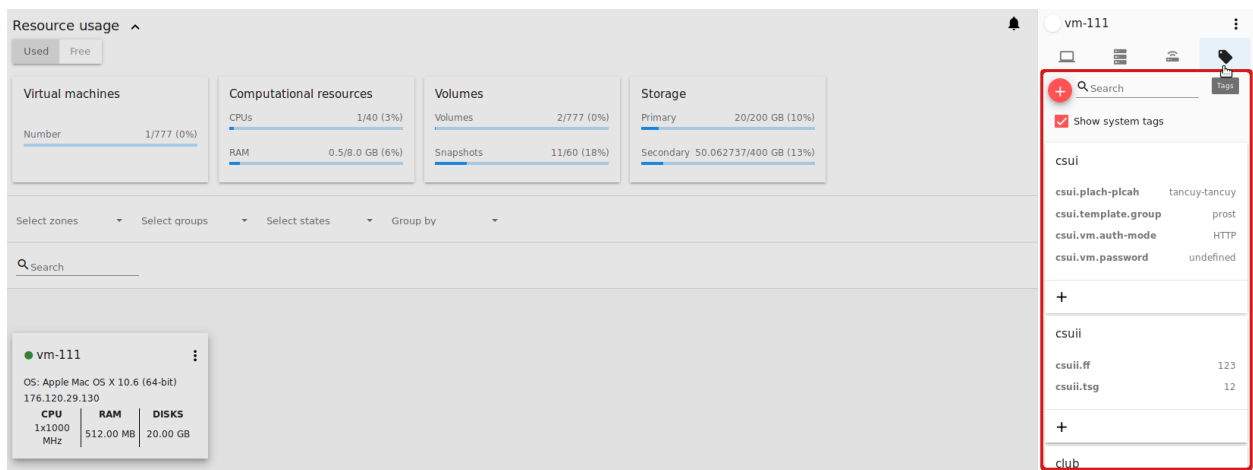 Resource usage
Used Free
Virtual machines
Number 1/777 (0%)
Computational resources
CPUs 1/40 (3%)
RAM 0.5/8.0 GB (6%)
Volumes
Volumes 2/777 (0%)
Snapshots 11/60 (18%)
Storage
Primary 20/200 GB (10%)
Secondary 50.062737/400 GB (13%)
Select zones Select groups Select states Group by
Search
vm-111
OS: Apple Mac OS X 10.6 (64-bit)
176.120.29.130
CPU RAM DISKS
1x1000 MHz 512.00 MB 20.00 GB
vm-111
Tags
+ Search
Show system tags
csui
csui.plach-plcah tancuy-tancuy
csui.template.group prost
csui.vm.auth-mode HTTP
csui.vm.password undefined
+
csuii
csuii.ff 123
csuii.tsg 12
+
club